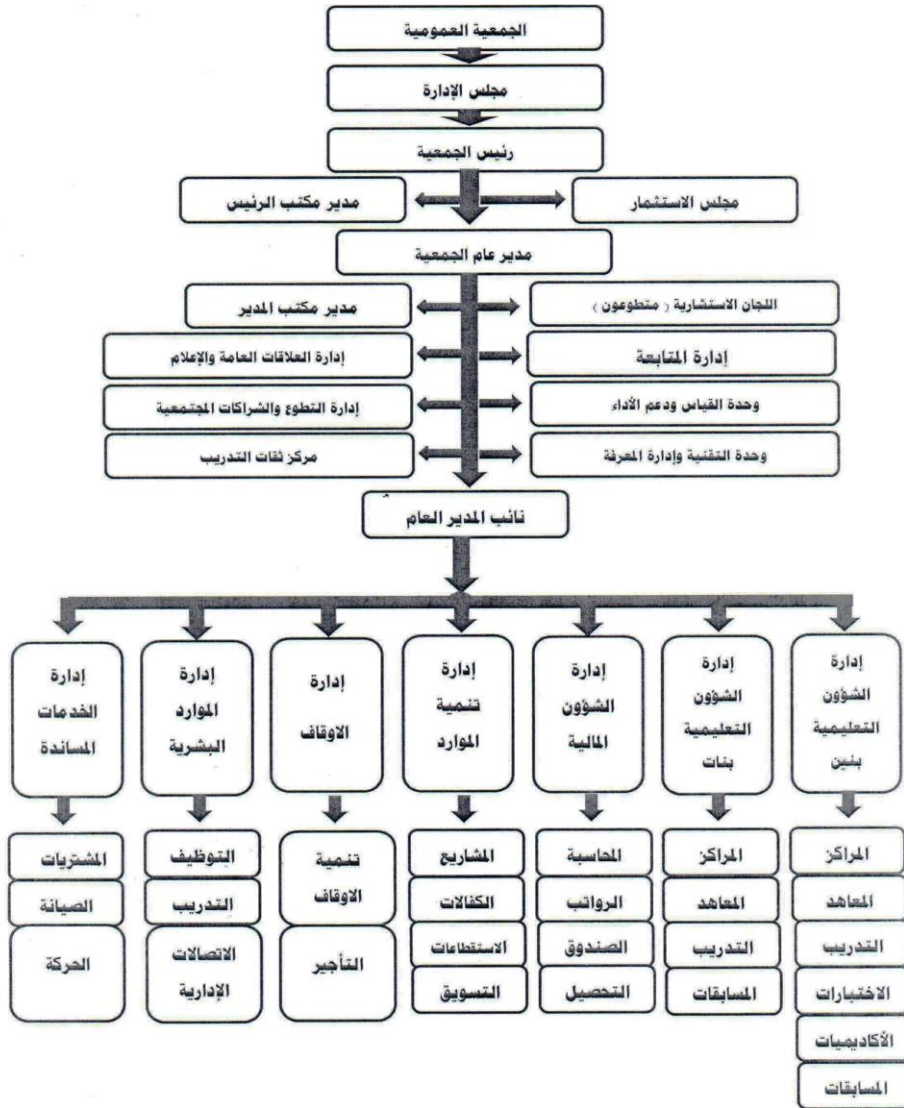 الجمعية العمومية
مجلس الإدارة
رئيس الجمعية
مجلس الاستثمار
مدير مكتب الرئيس
مدير عام الجمعية
اللجان الاستشارية ( متطوعون )
مدير مكتب المدير
إدارة المتابعة
إدارة العلاقات العامة والإعلام
وحدة القياس ودعم الأداء
إدارة التطوع والشراكات المجتمعية
وحدة التقنية وإدارة المعرفة
مركز ثقات التدريب
نائب المدير العام
إدارة
الشؤون
التعليمية
بنين
إدارة
الشؤون
التعليمية
بنات
إدارة
الشؤون
المالية
إدارة
تنمية
الموارد
إدارة
الاوقاف
إدارة
الموارد
البشرية
إدارة
الخدمات
المساندة
المراكز
المعاهد
التدريب
الاختبارات
الأكاديميات
المسابقات
المراكز
المعاهد
التدريب
المسابقات
المحاسبة
الرواتب
الصندوق
التحصيل
المشاريع
الكفالات
الاستقطاعات
التسويق
تنمية
الاوقاف
التأجير
التوظيف
التدريب
الاتصالات
الإدارية
المشتريات
الصيانة
الحركة